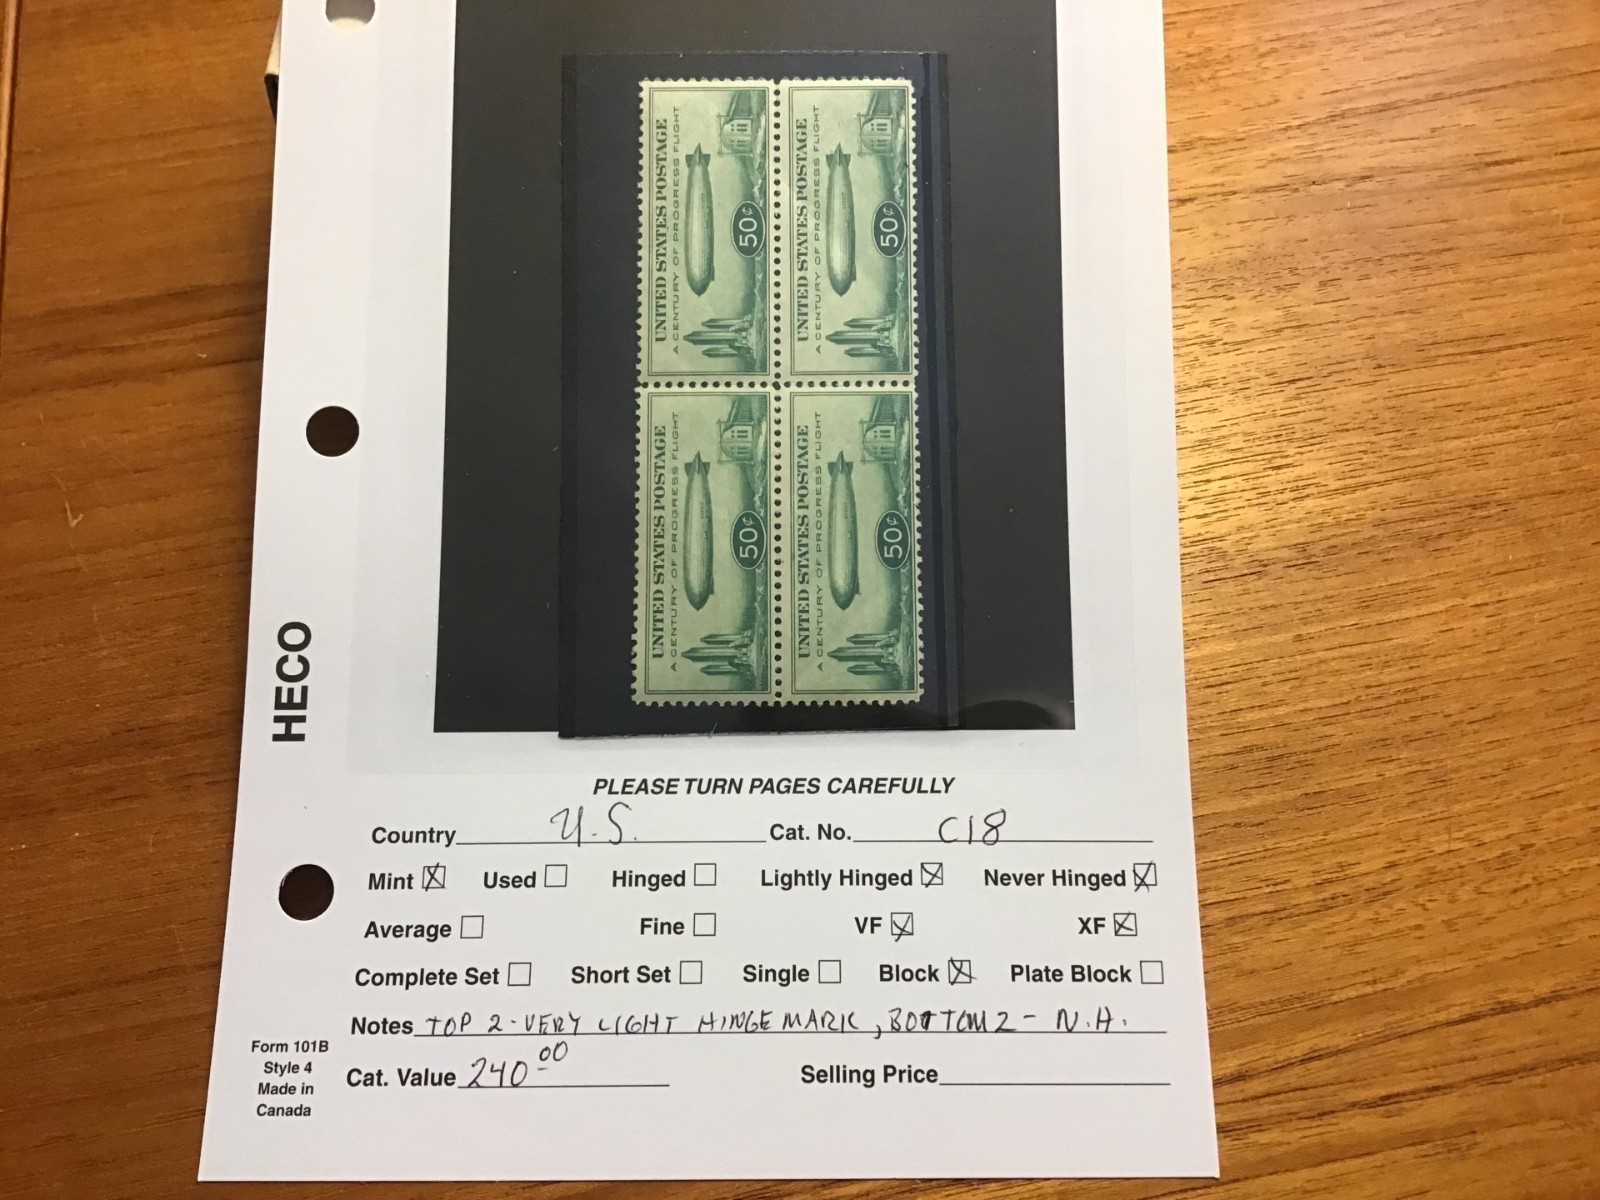 UNITED STATES POSTAGE
A CENTURY OF PROGRESS FLIGHT
50¢
UNITED STATES POSTAGE
A CENTURY OF PROGRESS FLIGHT
50¢
UNITED STATES POSTAGE
A CENTURY OF PROGRESS FLIGHT
50¢
UNITED STATES POSTAGE
A CENTURY OF PROGRESS FLIGHT
50¢
HECO
PLEASE TURN PAGES CAREFULLY
Country U.S. Cat. No. C18
Mint Used Hinged Lightly Hinged Never Hinged
Average Fine VF XF
Complete Set Short Set Single Block Plate Block
Notes TOP 2 - VERY LIGHT HINGE MARK, BOTTOM 2 - N.H.
Cat. Value 240.00 Selling Price
Form 101B
Style 4
Made in
Canada